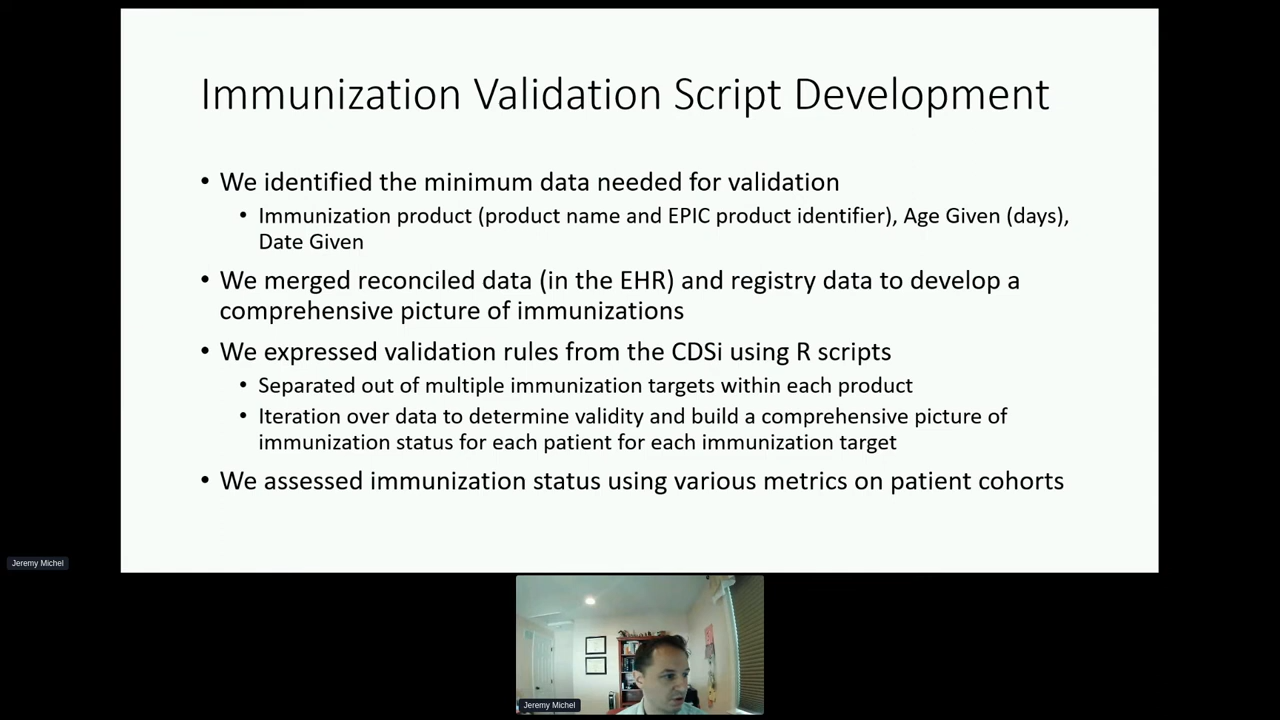 Immunization Validation Script Development
• We identified the minimum data needed for validation
• Immunization product (product name and EPIC product identifier), Age Given (days),
Date Given
• We merged reconciled data (in the EHR) and registry data to develop a
comprehensive picture of immunizations
• We expressed validation rules from the CDSi using R scripts
• Separated out of multiple immunization targets within each product
• Iteration over data to determine validity and build a comprehensive picture of
immunization status for each patient for each immunization target
• We assessed immunization status using various metrics on patient cohorts
Jeremy Michel
Jeremy Michel